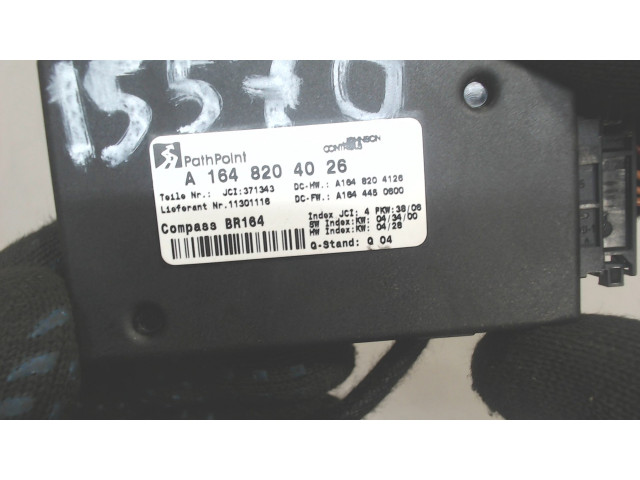 15570
PathPoint
JOHNSON
CONTROLS
A 164 820 40 26
Teile Nr.: JCI:371343 DC-HW.: A164 820 4126
Lieferant Nr.11301116 DC-FW.: A164 445 0600
Compass BR164
Index JCI: 4 PKW:38/06
SW Index:KW: 04/34/00
HW Index:KW: 04/28
Q-Stand: Q 04